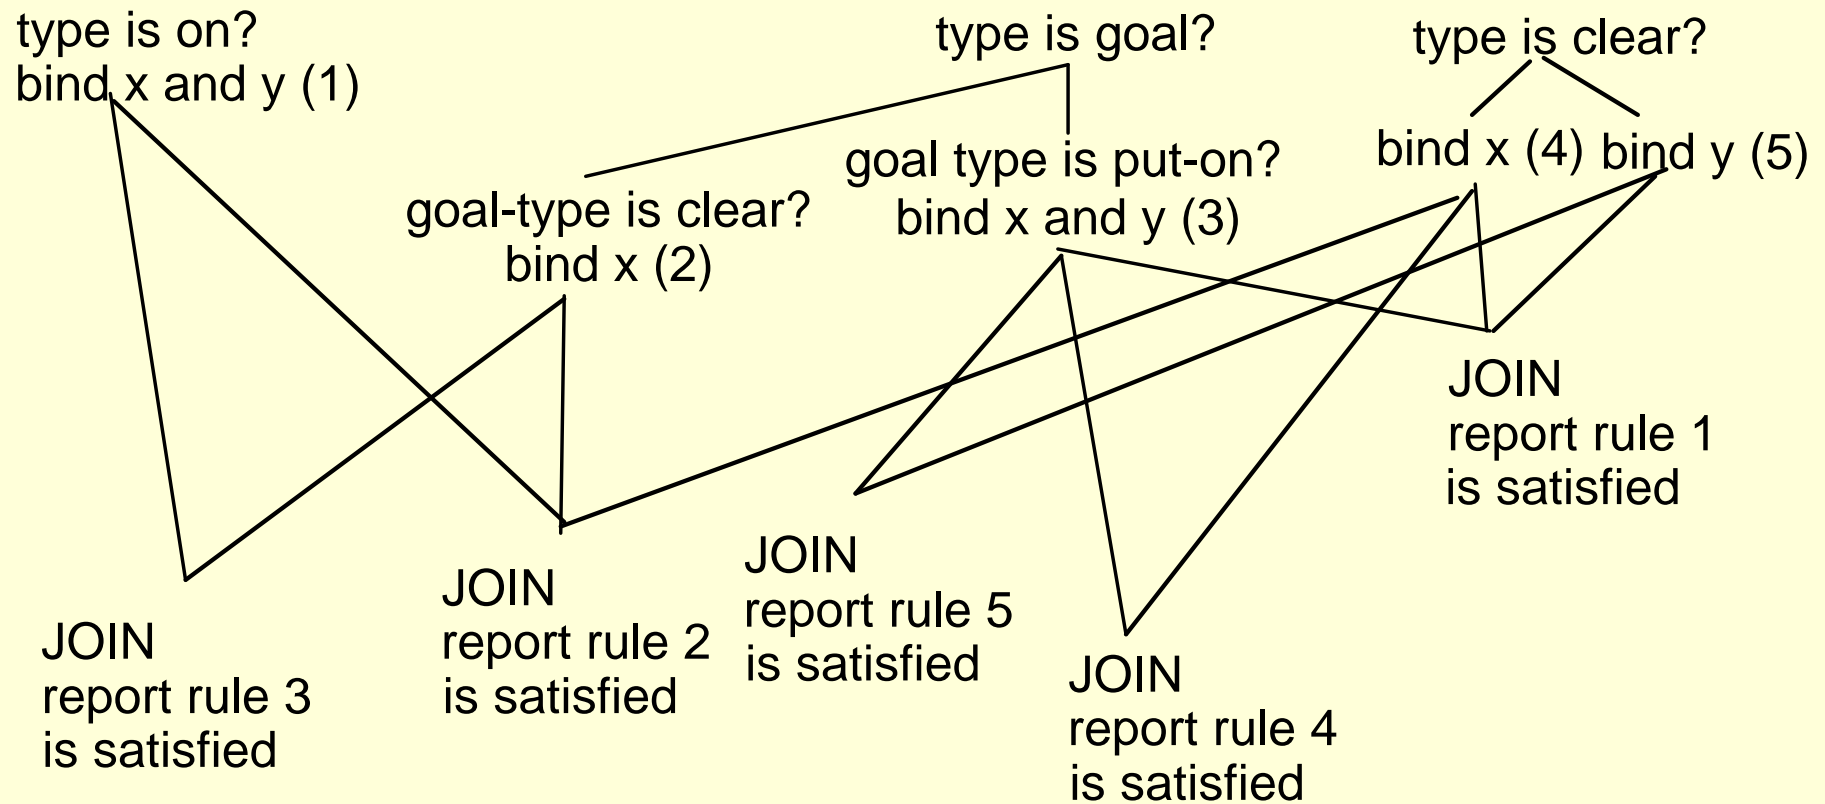 type is on?
bind x and y (1)
type is goal?
type is clear?
goal-type is clear?
bind x (2)
goal type is put-on?
bind x and y (3)
bind x (4)
bind y (5)
JOIN
report rule 3
is satisfied
JOIN
report rule 2
is satisfied
JOIN
report rule 5
is satisfied
JOIN
report rule 4
is satisfied
JOIN
report rule 1
is satisfied